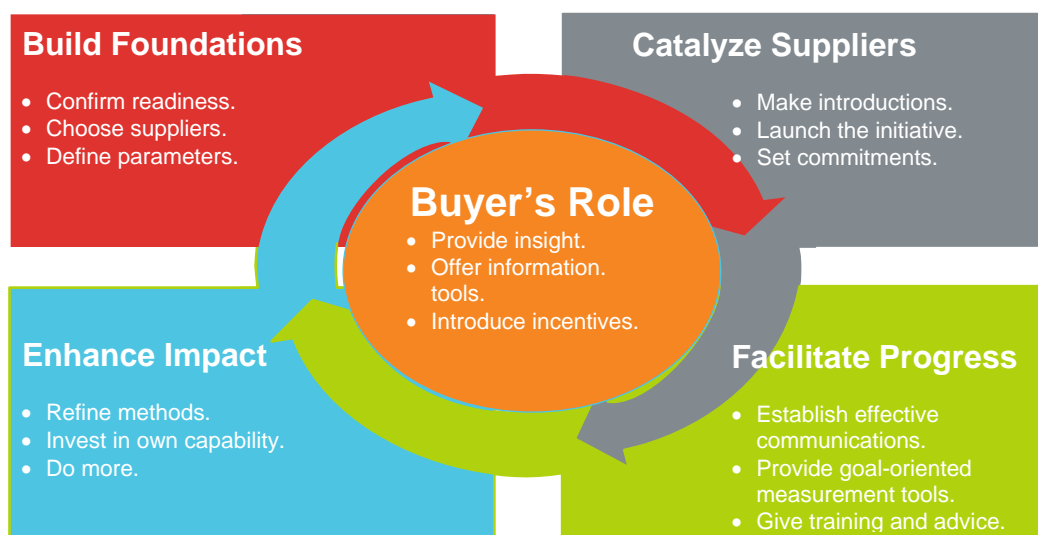 Build Foundations
• Confirm readiness.
• Choose suppliers.
• Define parameters.
Catalyze Suppliers
• Make introductions.
• Launch the initiative.
• Set commitments.
Buyer’s Role
• Provide insight.
• Offer information.
tools.
• Introduce incentives.
Enhance Impact
• Refine methods.
• Invest in own capability.
• Do more.
Facilitate Progress
• Establish effective
communications.
• Provide goal-oriented
measurement tools.
• Give training and advice.